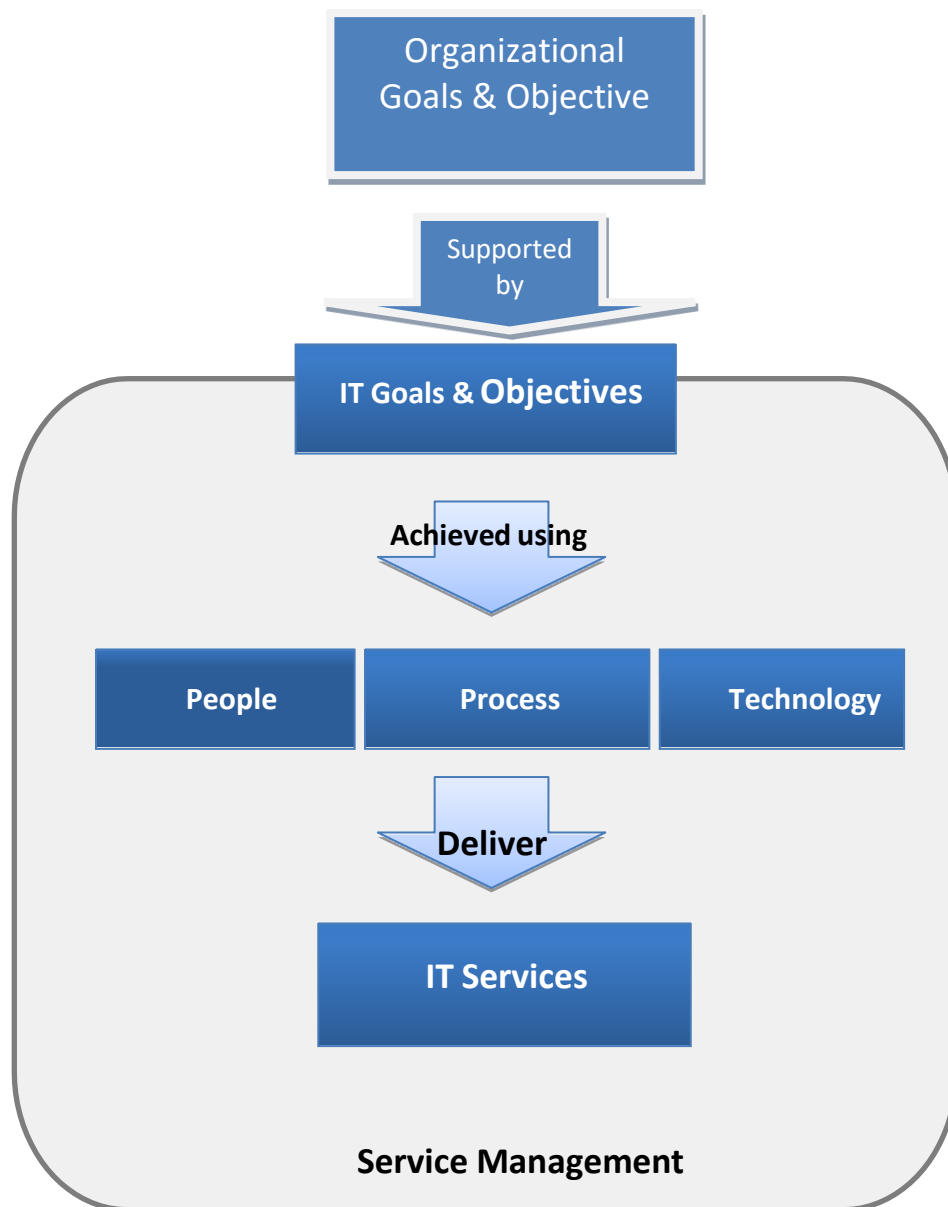 Organizational
Goals & Objective
Supported
by
IT Goals & Objectives
Achieved using
People
Process
Technology
Deliver
IT Services
Service Management